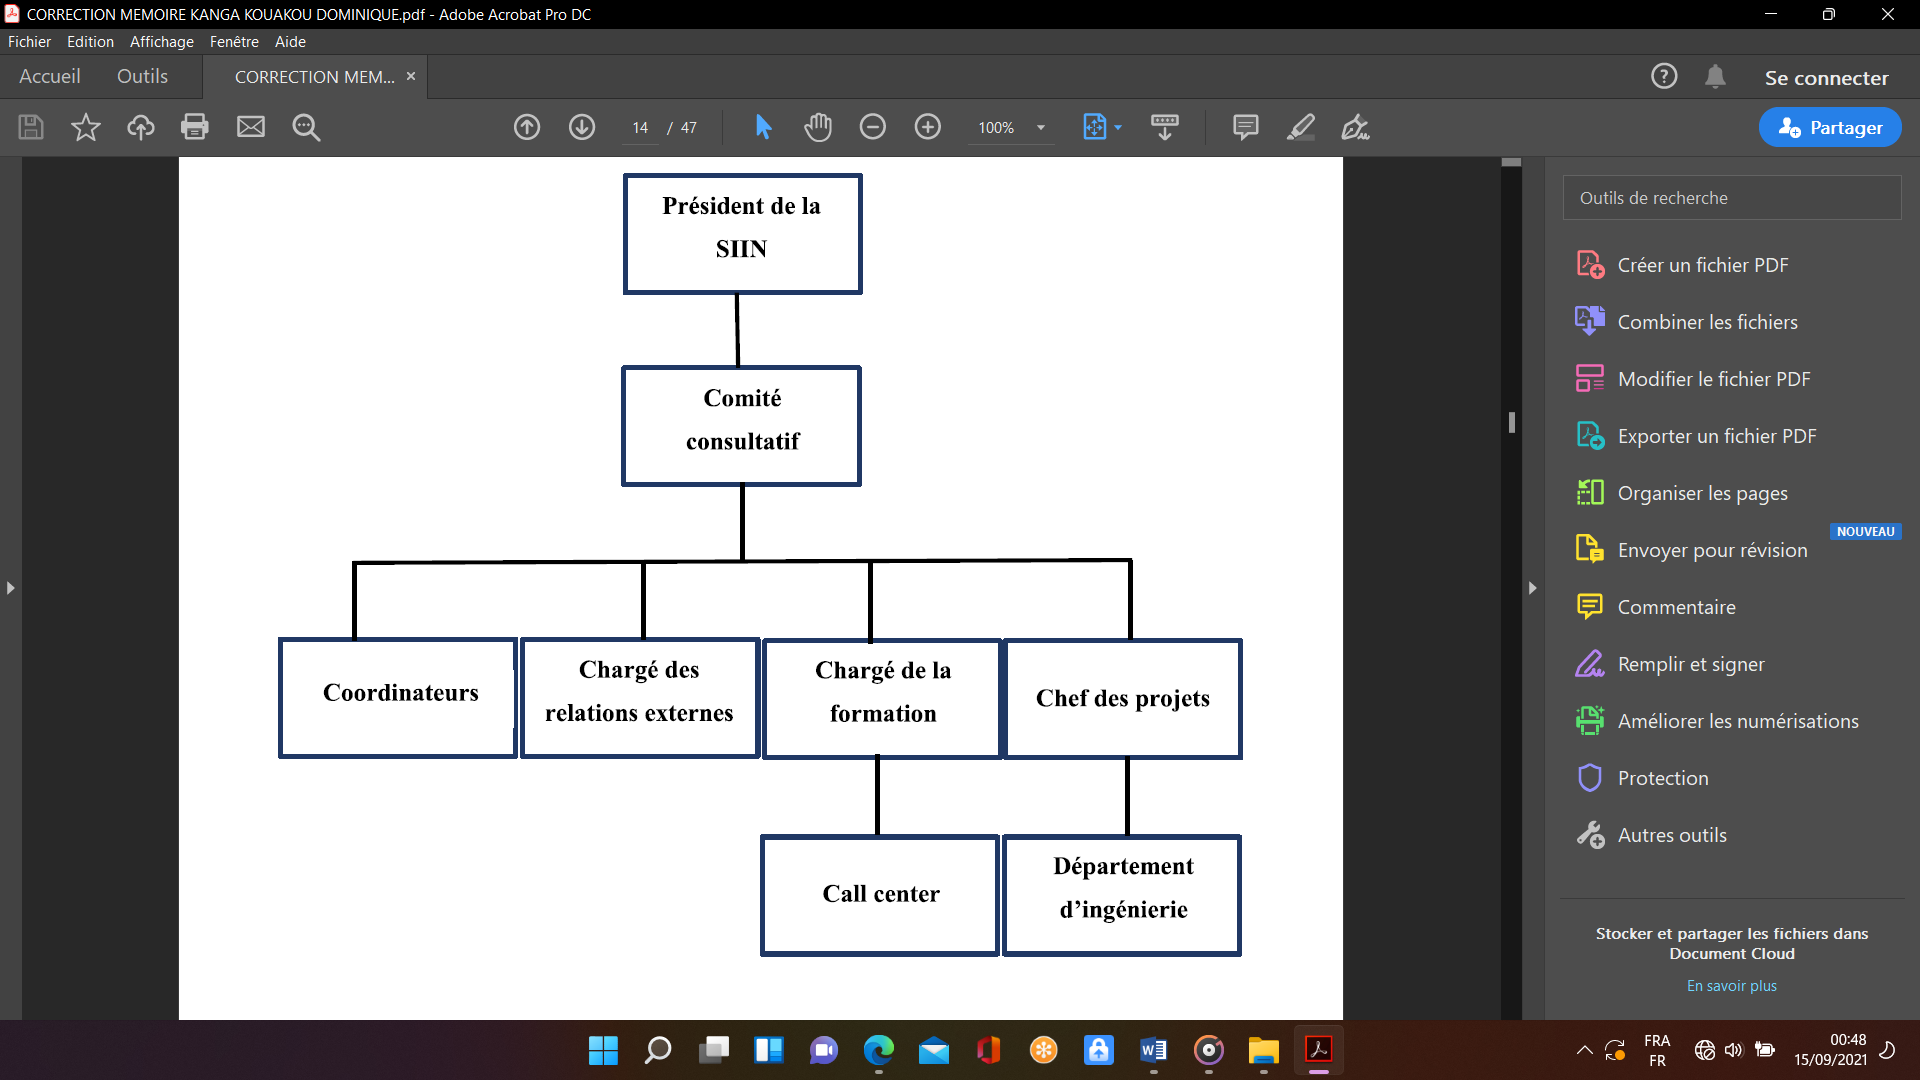 CORRECTION MEMOIRE KANGA KOUAKOU DOMINIQUE.pdf - Adobe Acrobat Pro DC
Fichier Edition Affichage Fenêtre Aide
Accueil Outils CORRECTION MEM... × Se connecter
14 / 47 100% Partager
Président de la
SIIN
Comité
consultatif
Coordinateurs
Chargé des
relations externes
Chargé de la
formation
Chef des projets
Call center
Département
d’ingénierie
Outils de recherche
Créer un fichier PDF
Combiner les fichiers
Modifier le fichier PDF
Exporter un fichier PDF
Organiser les pages
NOUVEAU
Envoyer pour révision
Commentaire
Remplir et signer
Améliorer les numérisations
Protection
Autres outils
Stocker et partager les fichiers dans
Document Cloud
En savoir plus
FRA
FR
00:48
15/09/2021